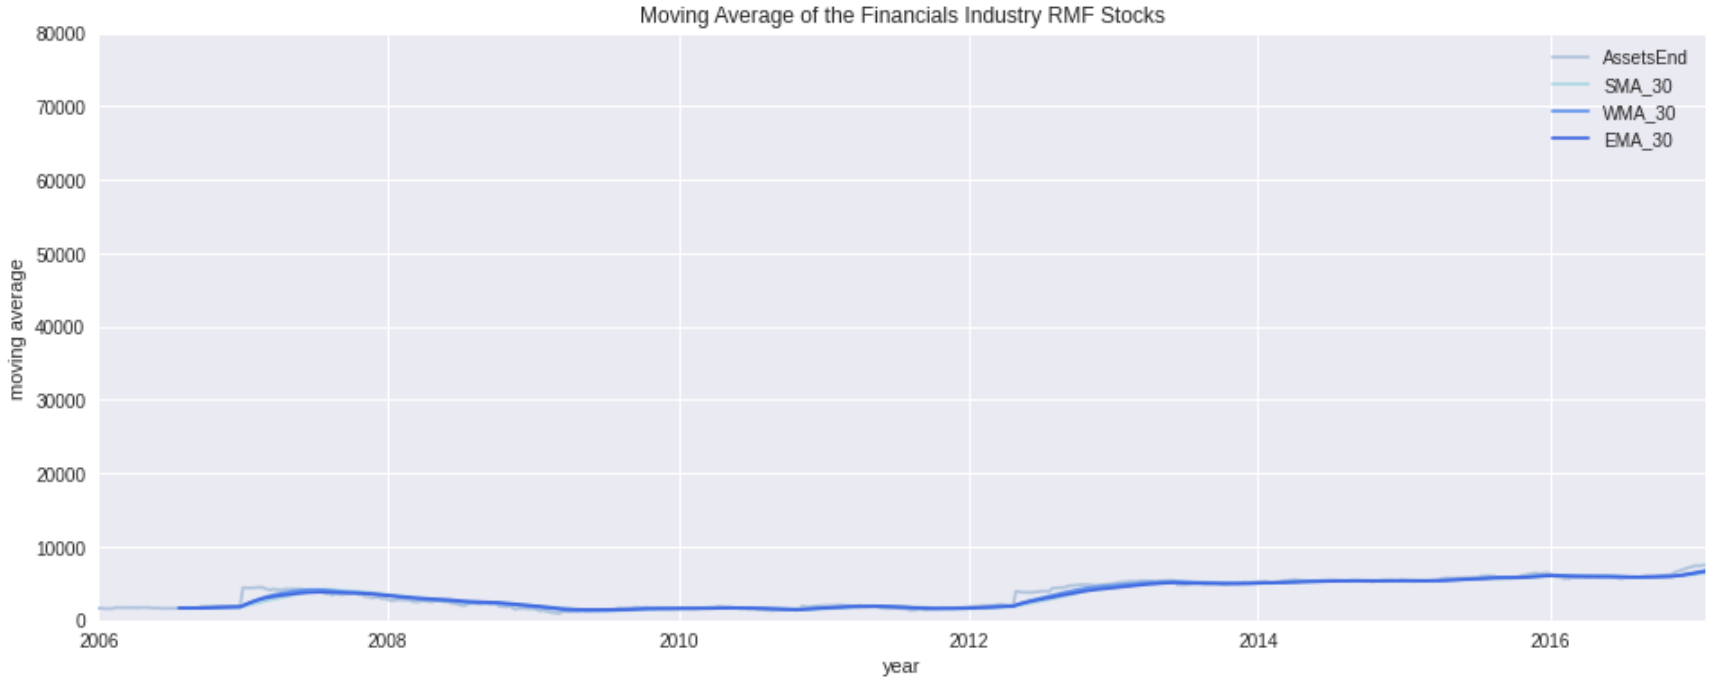 Moving Average of the Financials Industry RMF Stocks
80000
70000
60000
50000
40000
30000
20000
10000
0
moving average
AssetsEnd
SMA_30
WMA_30
EMA_30
2006 2008 2010 2012 2014 2016
year